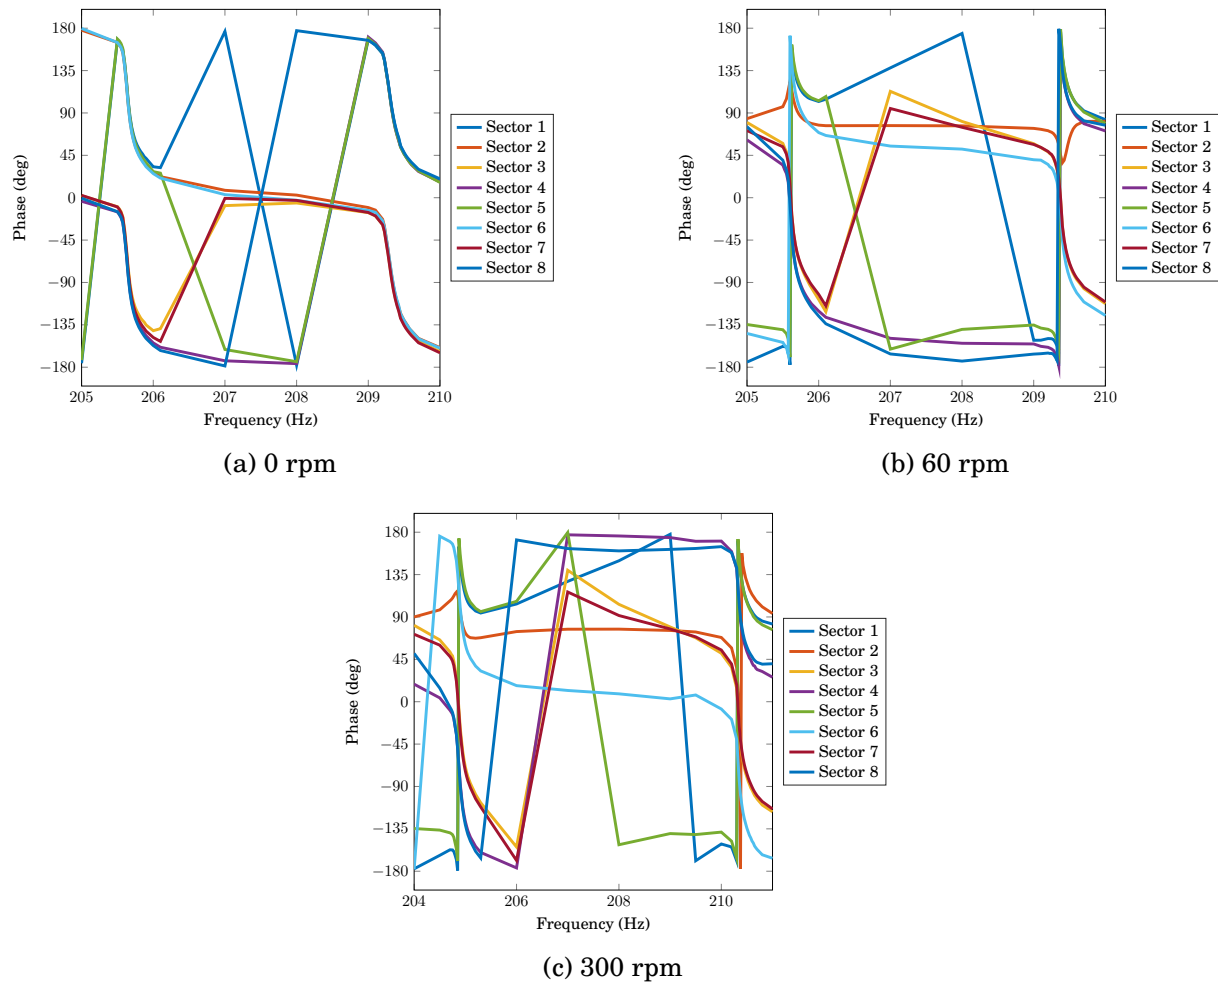 180
135
90
45
0
−45
−90
−135
−180
205 206 207 208 209 210
Phase (deg)
Frequency (Hz)
Sector 1
Sector 2
Sector 3
Sector 4
Sector 5
Sector 6
Sector 7
Sector 8
(a) 0 rpm
180
135
90
45
0
−45
−90
−135
−180
205 206 207 208 209 210
Phase (deg)
Frequency (Hz)
Sector 1
Sector 2
Sector 3
Sector 4
Sector 5
Sector 6
Sector 7
Sector 8
(b) 60 rpm
180
135
90
45
0
−45
−90
−135
−180
204 206 208 210
Phase (deg)
Frequency (Hz)
Sector 1
Sector 2
Sector 3
Sector 4
Sector 5
Sector 6
Sector 7
Sector 8
(c) 300 rpm